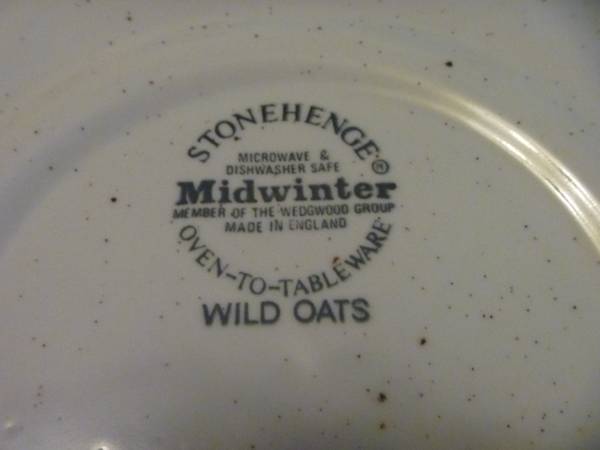 STONEHENGE ®
MICROWAVE &
DISHWASHER SAFE
Midwinter
MEMBER OF THE WEDGWOOD GROUP
MADE IN ENGLAND
OVEN-TO-TABLEWARE
WILD OATS